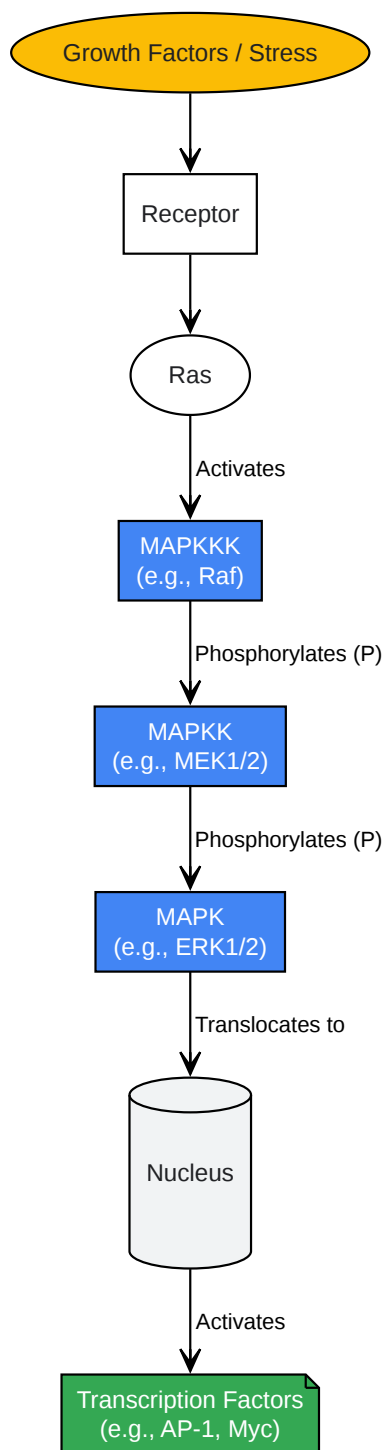 Growth Factors / Stress
Receptor
Ras
Activates
MAPKKK
(e.g., Raf)
Phosphorylates (P)
MAPKK
(e.g., MEK1/2)
Phosphorylates (P)
MAPK
(e.g., ERK1/2)
Translocates to
Nucleus
Activates
Transcription Factors
(e.g., AP-1, Myc)